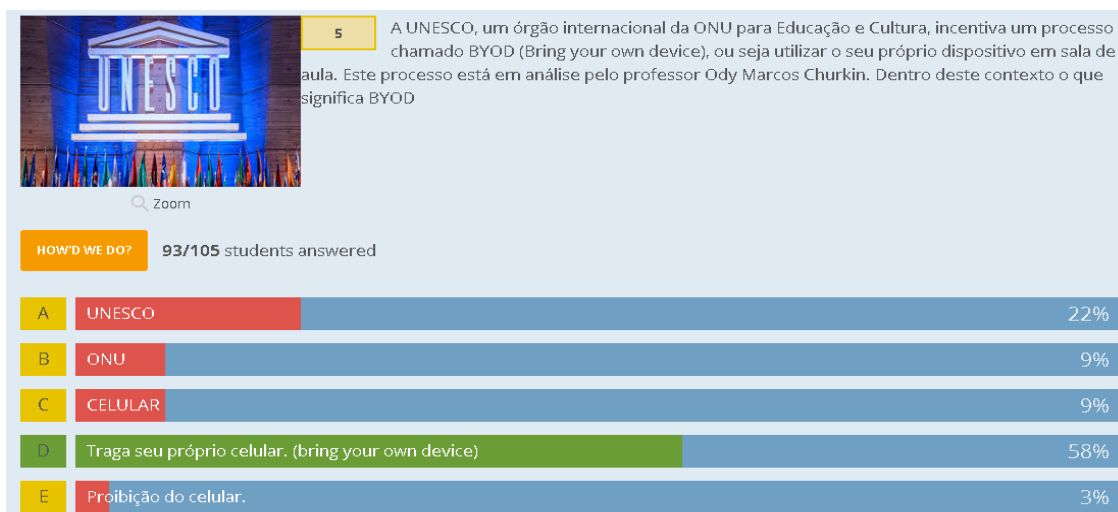 UNESCO
5
A UNESCO, um órgão internacional da ONU para Educação e Cultura, incentiva um processo
chamado BYOD (Bring your own device), ou seja utilizar o seu próprio dispositivo em sala de
aula. Este processo está em análise pelo professor Ody Marcos Churkin. Dentro deste contexto o que
significa BYOD
Zoom
HOW'D WE DO? 93/105 students answered
A UNESCO 22%
B ONU 9%
C CELULAR 9%
D Traga seu próprio celular. (bring your own device) 58%
E Proibição do celular. 3%